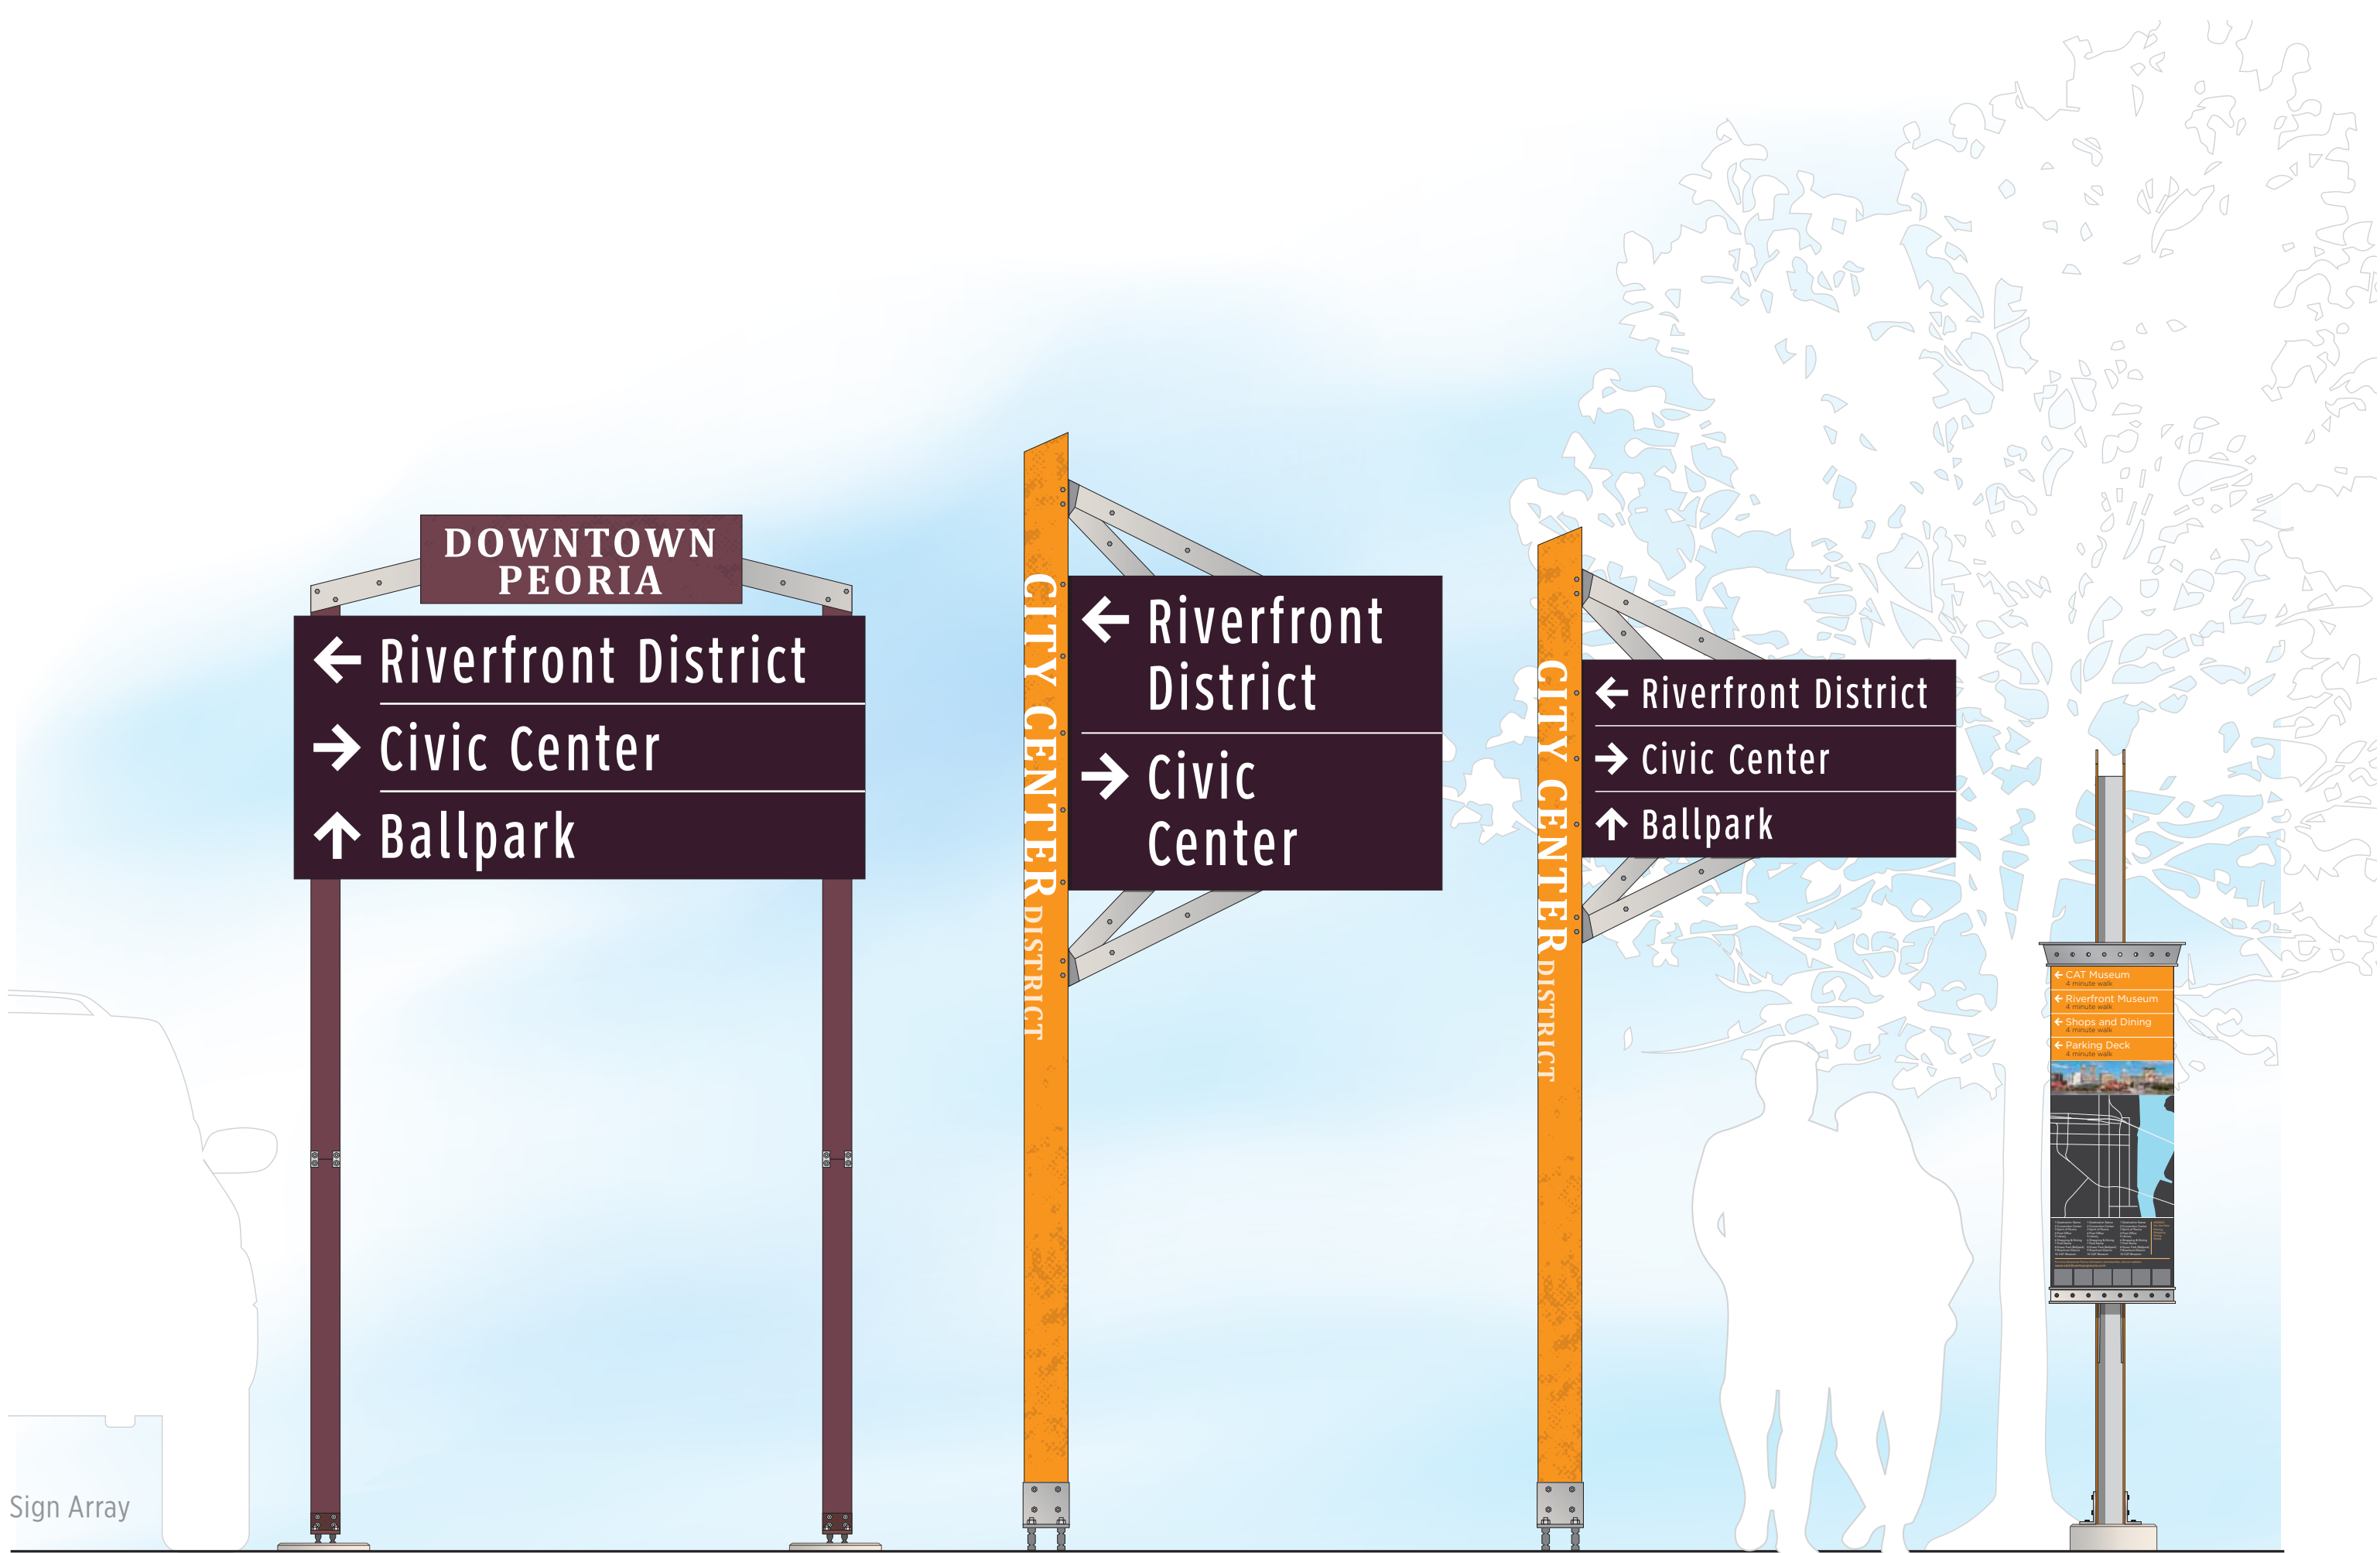 DOWNTOWN
PEORIA
← Riverfront District
→ Civic Center
↑ Ballpark
CITY CENTER DISTRICT
← Riverfront
District
→ Civic
Center
CITY CENTER DISTRICT
← Riverfront District
→ Civic Center
↑ Ballpark
← CAT Museum
4 minute walk
← Riverfront Museum
4 minute walk
← Shops and Dining
4 minute walk
← Parking Deck
4 minute walk
Sign Array